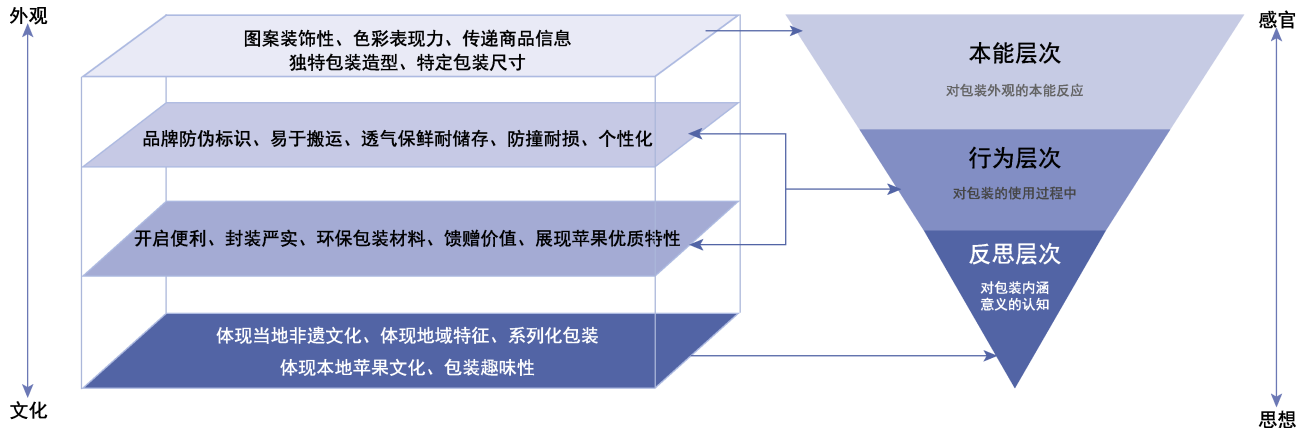 外观
图案装饰性、色彩表现力、传递商品信息
独特包装造型、特定包装尺寸
品牌防伪标识、易于搬运、透气保鲜耐储存、防撞耐损、个性化
开启便利、封装严实、环保包装材料、馈赠价值、展现苹果优质特性
体现当地非遗文化、体现地域特征、系列化包装
体现本地苹果文化、包装趣味性
文化
感官
本能层次
对包装外观的本能反应
行为层次
对包装的使用过程中
反思层次
对包装内涵
意义的认知
思想